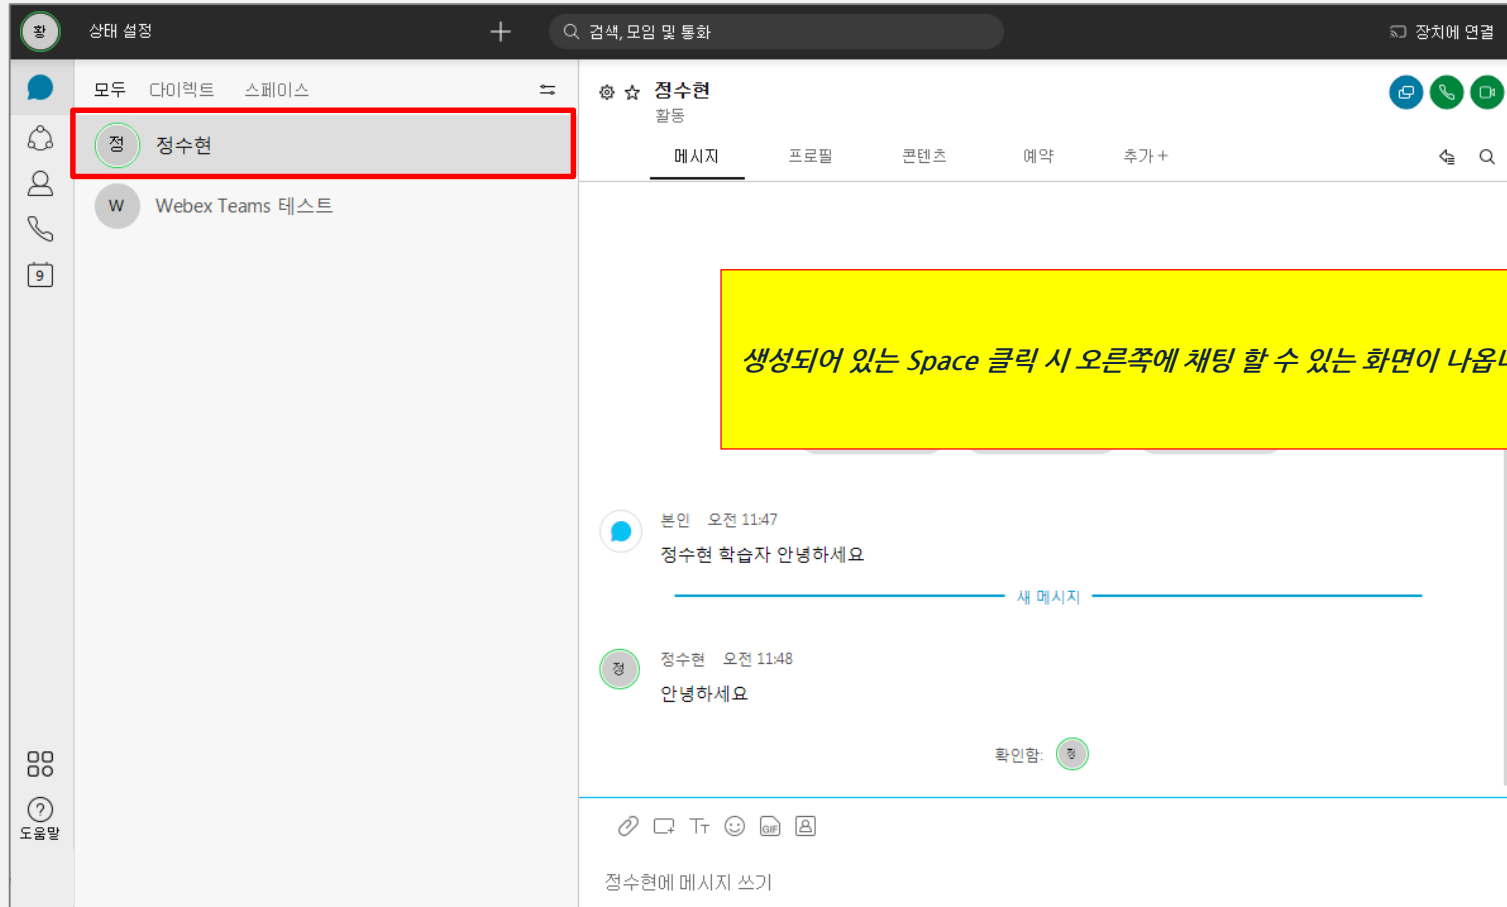 황 상태 설정 검색, 모임 및 통화 장치에 연결
모두 다이렉트 스페이스
정 정수현
W Webex Teams 테스트
9
도움말
정수현
활동
메시지 프로필 콘텐츠 예약 추가+
생성되어 있는 Space 클릭 시 오른쪽에 채팅 할 수 있는 화면이 나옵
본인 오전 11:47
정수현 학습자 안녕하세요
새 메시지
정 정수현 오전 11:48
안녕하세요
확인함: 정
GIF
정수현에 메시지 쓰기